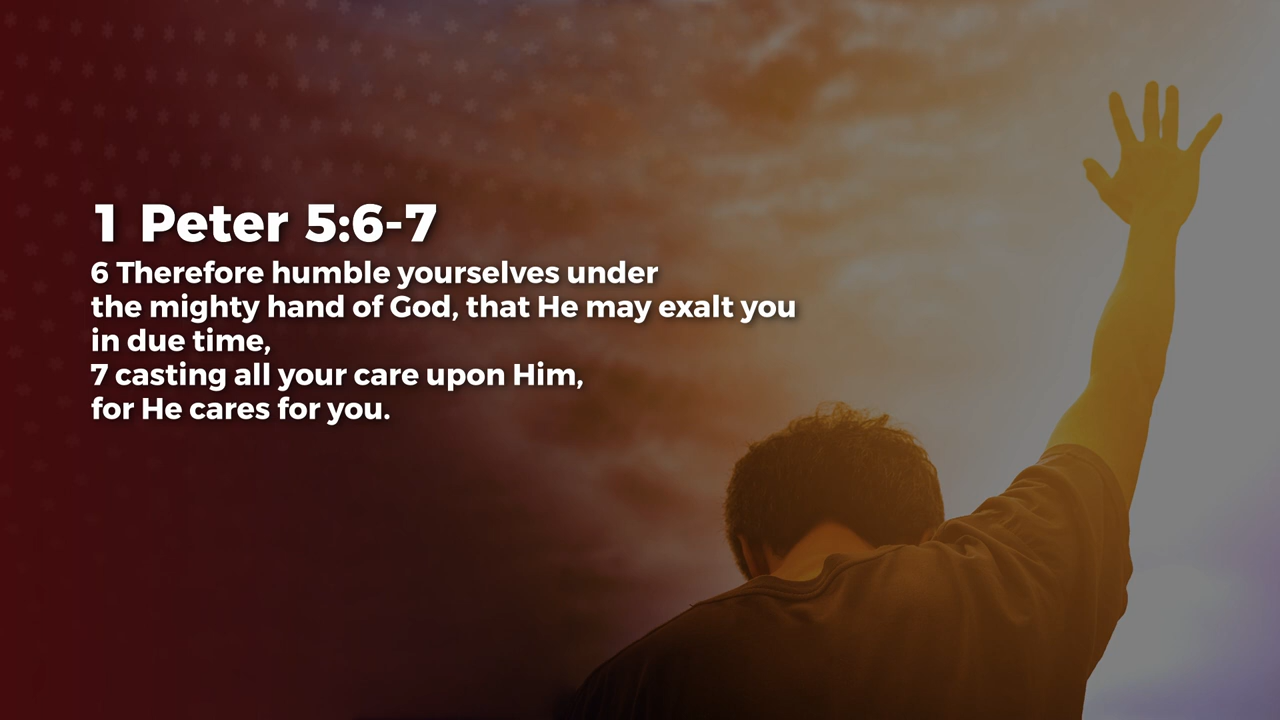 1 Peter 5:6-7
6 Therefore humble yourselves under
the mighty hand of God, that He may exalt you
in due time,
7 casting all your care upon Him,
for He cares for you.